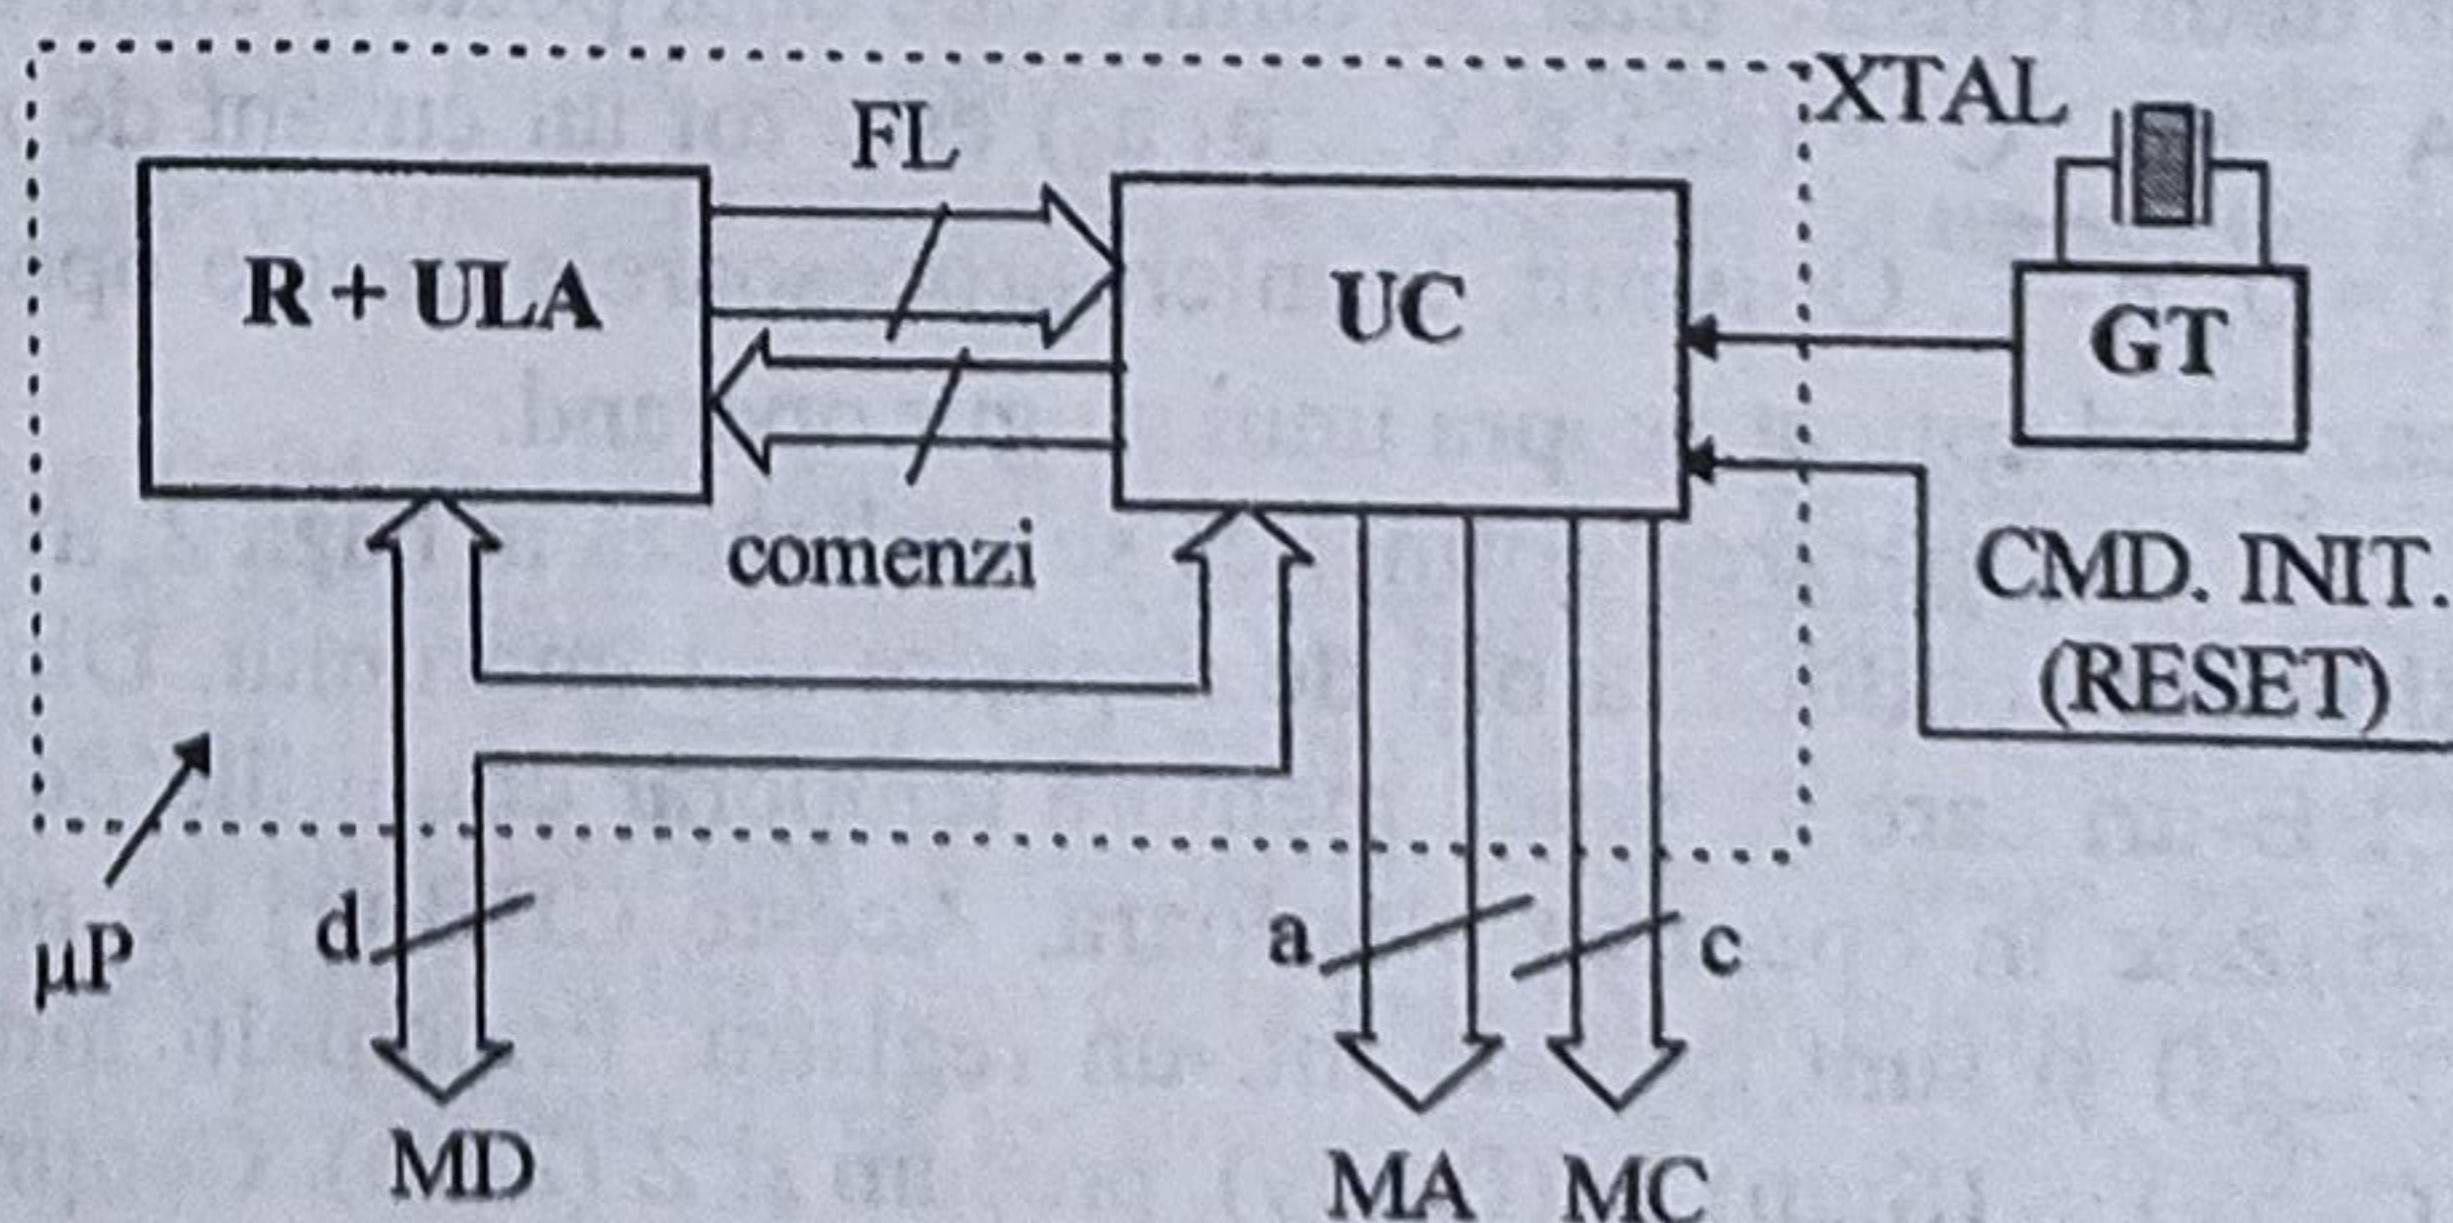 XTAL
FL
R + ULA
UC
GT
comenzi
CMD. INIT.
(RESET)
μP
d
a
c
MD
MA
MC